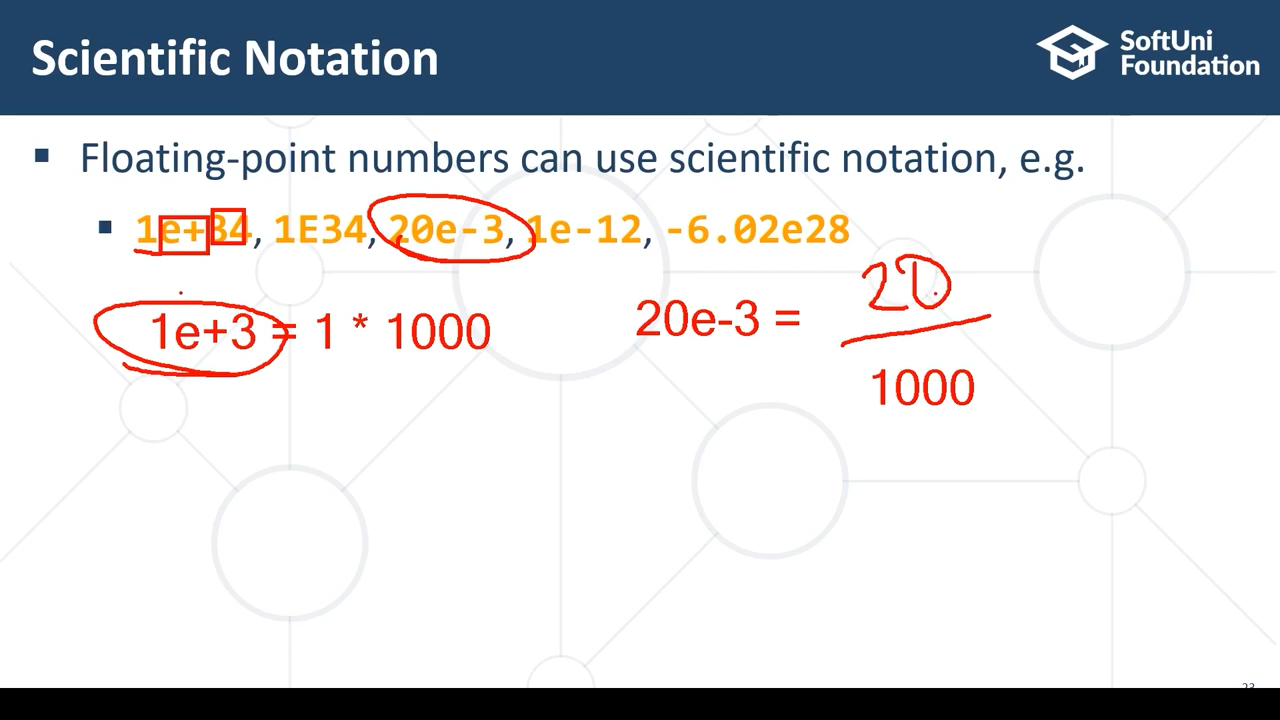 Scientific Notation
SoftUni
Foundation
Floating-point numbers can use scientific notation, e.g.
1e+34, 1E34, 20e-3, 1e-12, -6.02e28
1e+3 = 1 * 1000
20e-3 =
20
1000
23